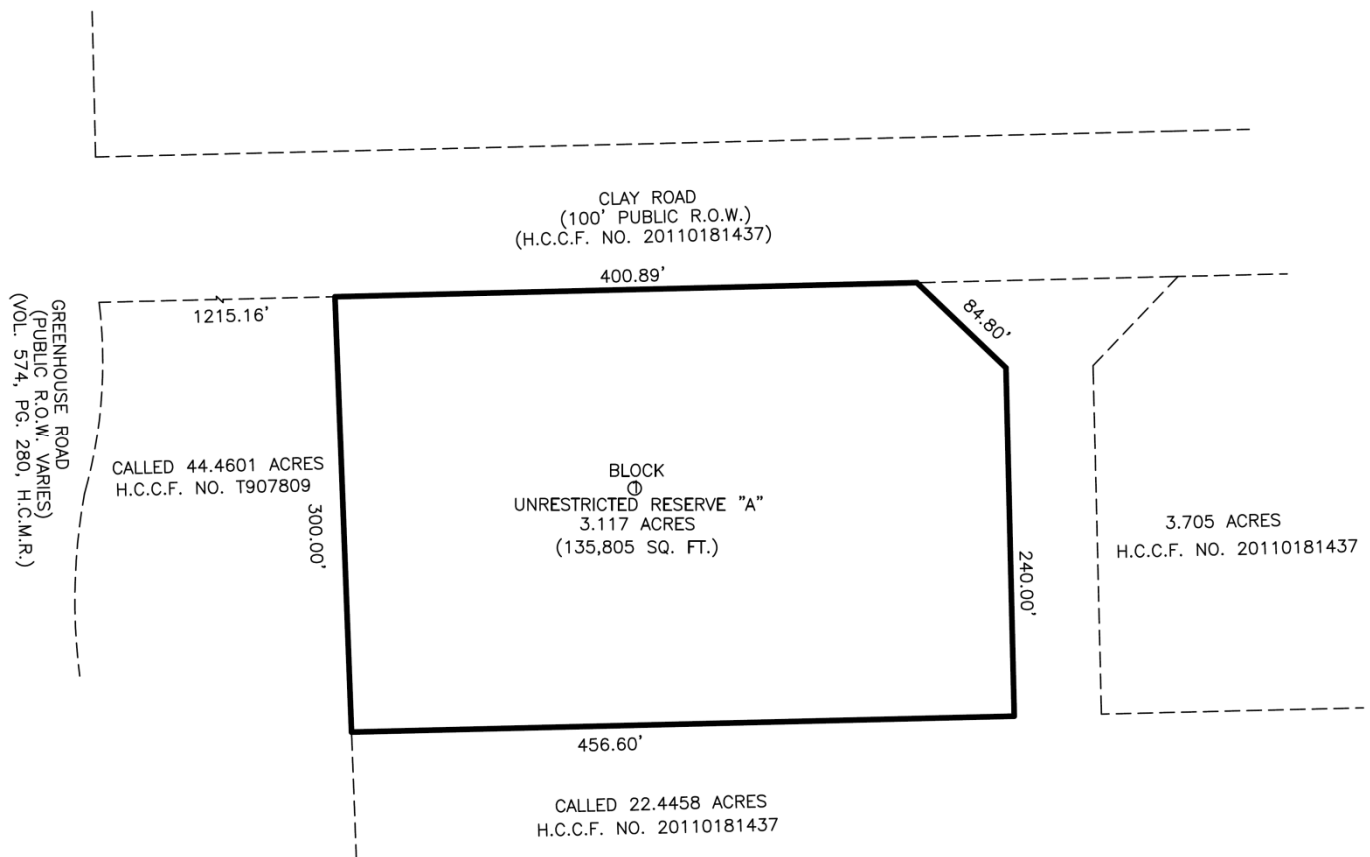 CLAY ROAD
(100' PUBLIC R.O.W.)
(H.C.C.F. NO. 20110181437)
400.89'
84.80'
1215.16'
GREENHOUSE ROAD
(PUBLIC R.O.W. VARIES)
(VOL. 574, PG. 280, H.C.M.R.)
CALLED 44.4601 ACRES
H.C.C.F. NO. T907809
300.00'
BLOCK
1
UNRESTRICTED RESERVE "A"
3.117 ACRES
(135,805 SQ. FT.)
240.00'
3.705 ACRES
H.C.C.F. NO. 20110181437
456.60'
CALLED 22.4458 ACRES
H.C.C.F. NO. 20110181437